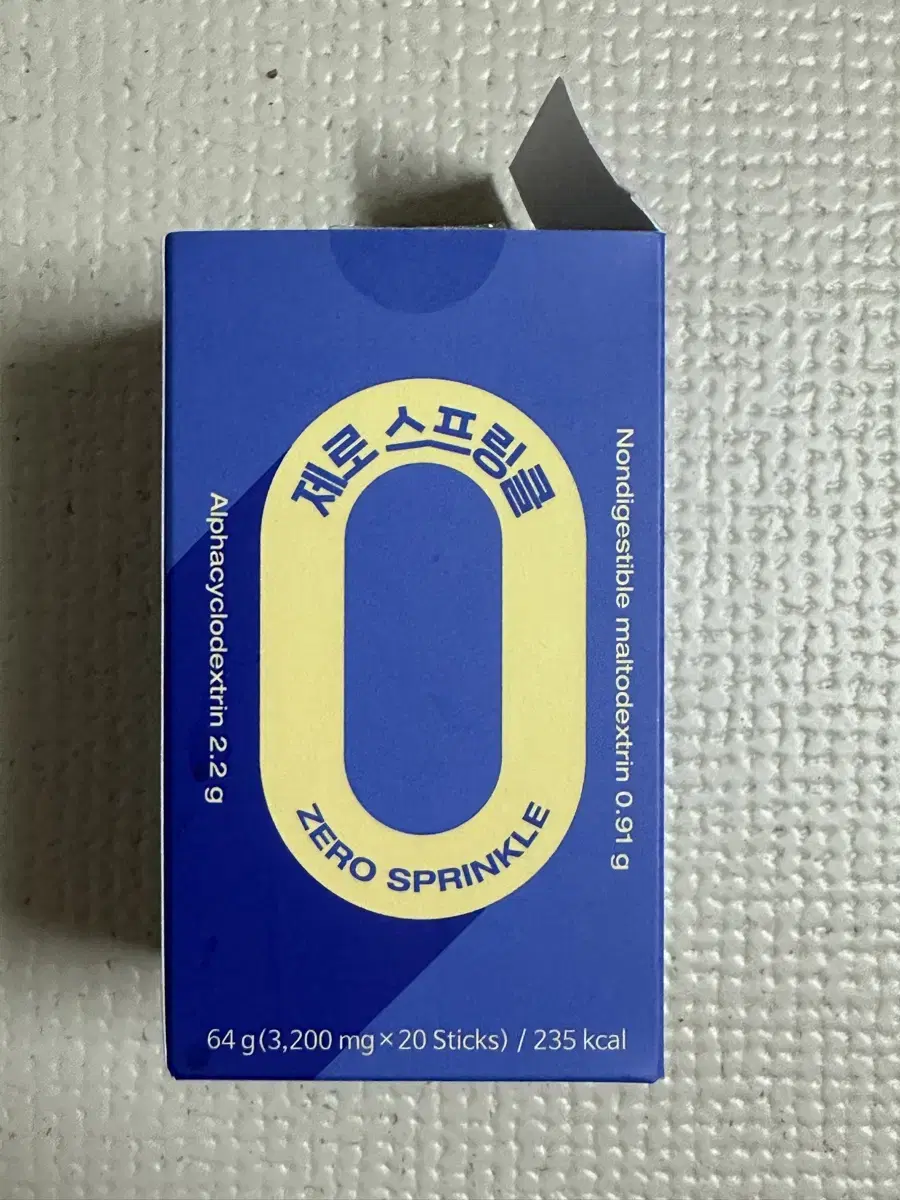 제로 스프링클
Nondigestible maltodextrin 0.91 g
Alphacyclodextrin 2.2 g
ZERO SPRINKLE
64 g(3,200 mg×20 Sticks) / 235 kcal